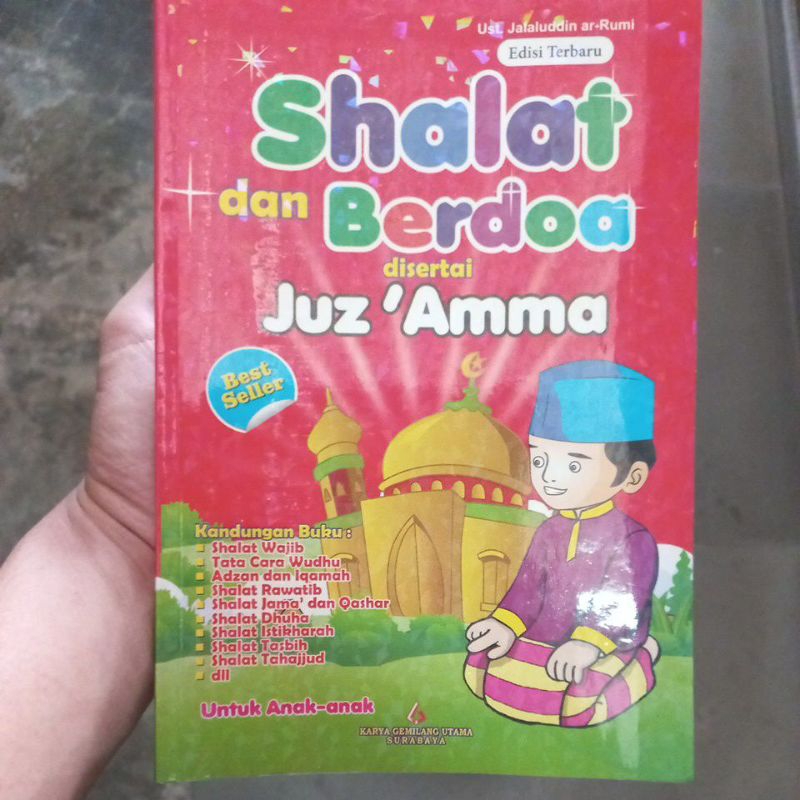 Ust. Jalaluddin ar-Rumi
Edisi Terbaru
Shalat
dan Berdoa
disertai
Juz 'Amma
Best
Seller
Kandungan Buku :
Shalat Wajib
Tata Cara Wudhu
Adzan dan Iqamah
Shalat Rawatib
Shalat Jama' dan Qashar
Shalat Dhuha
Shalat Istikharah
Shalat Tasbih
Shalat Tahajjud
dll
Untuk Anak-anak
KARYA GEMILANG UTAMA
SURABAYA